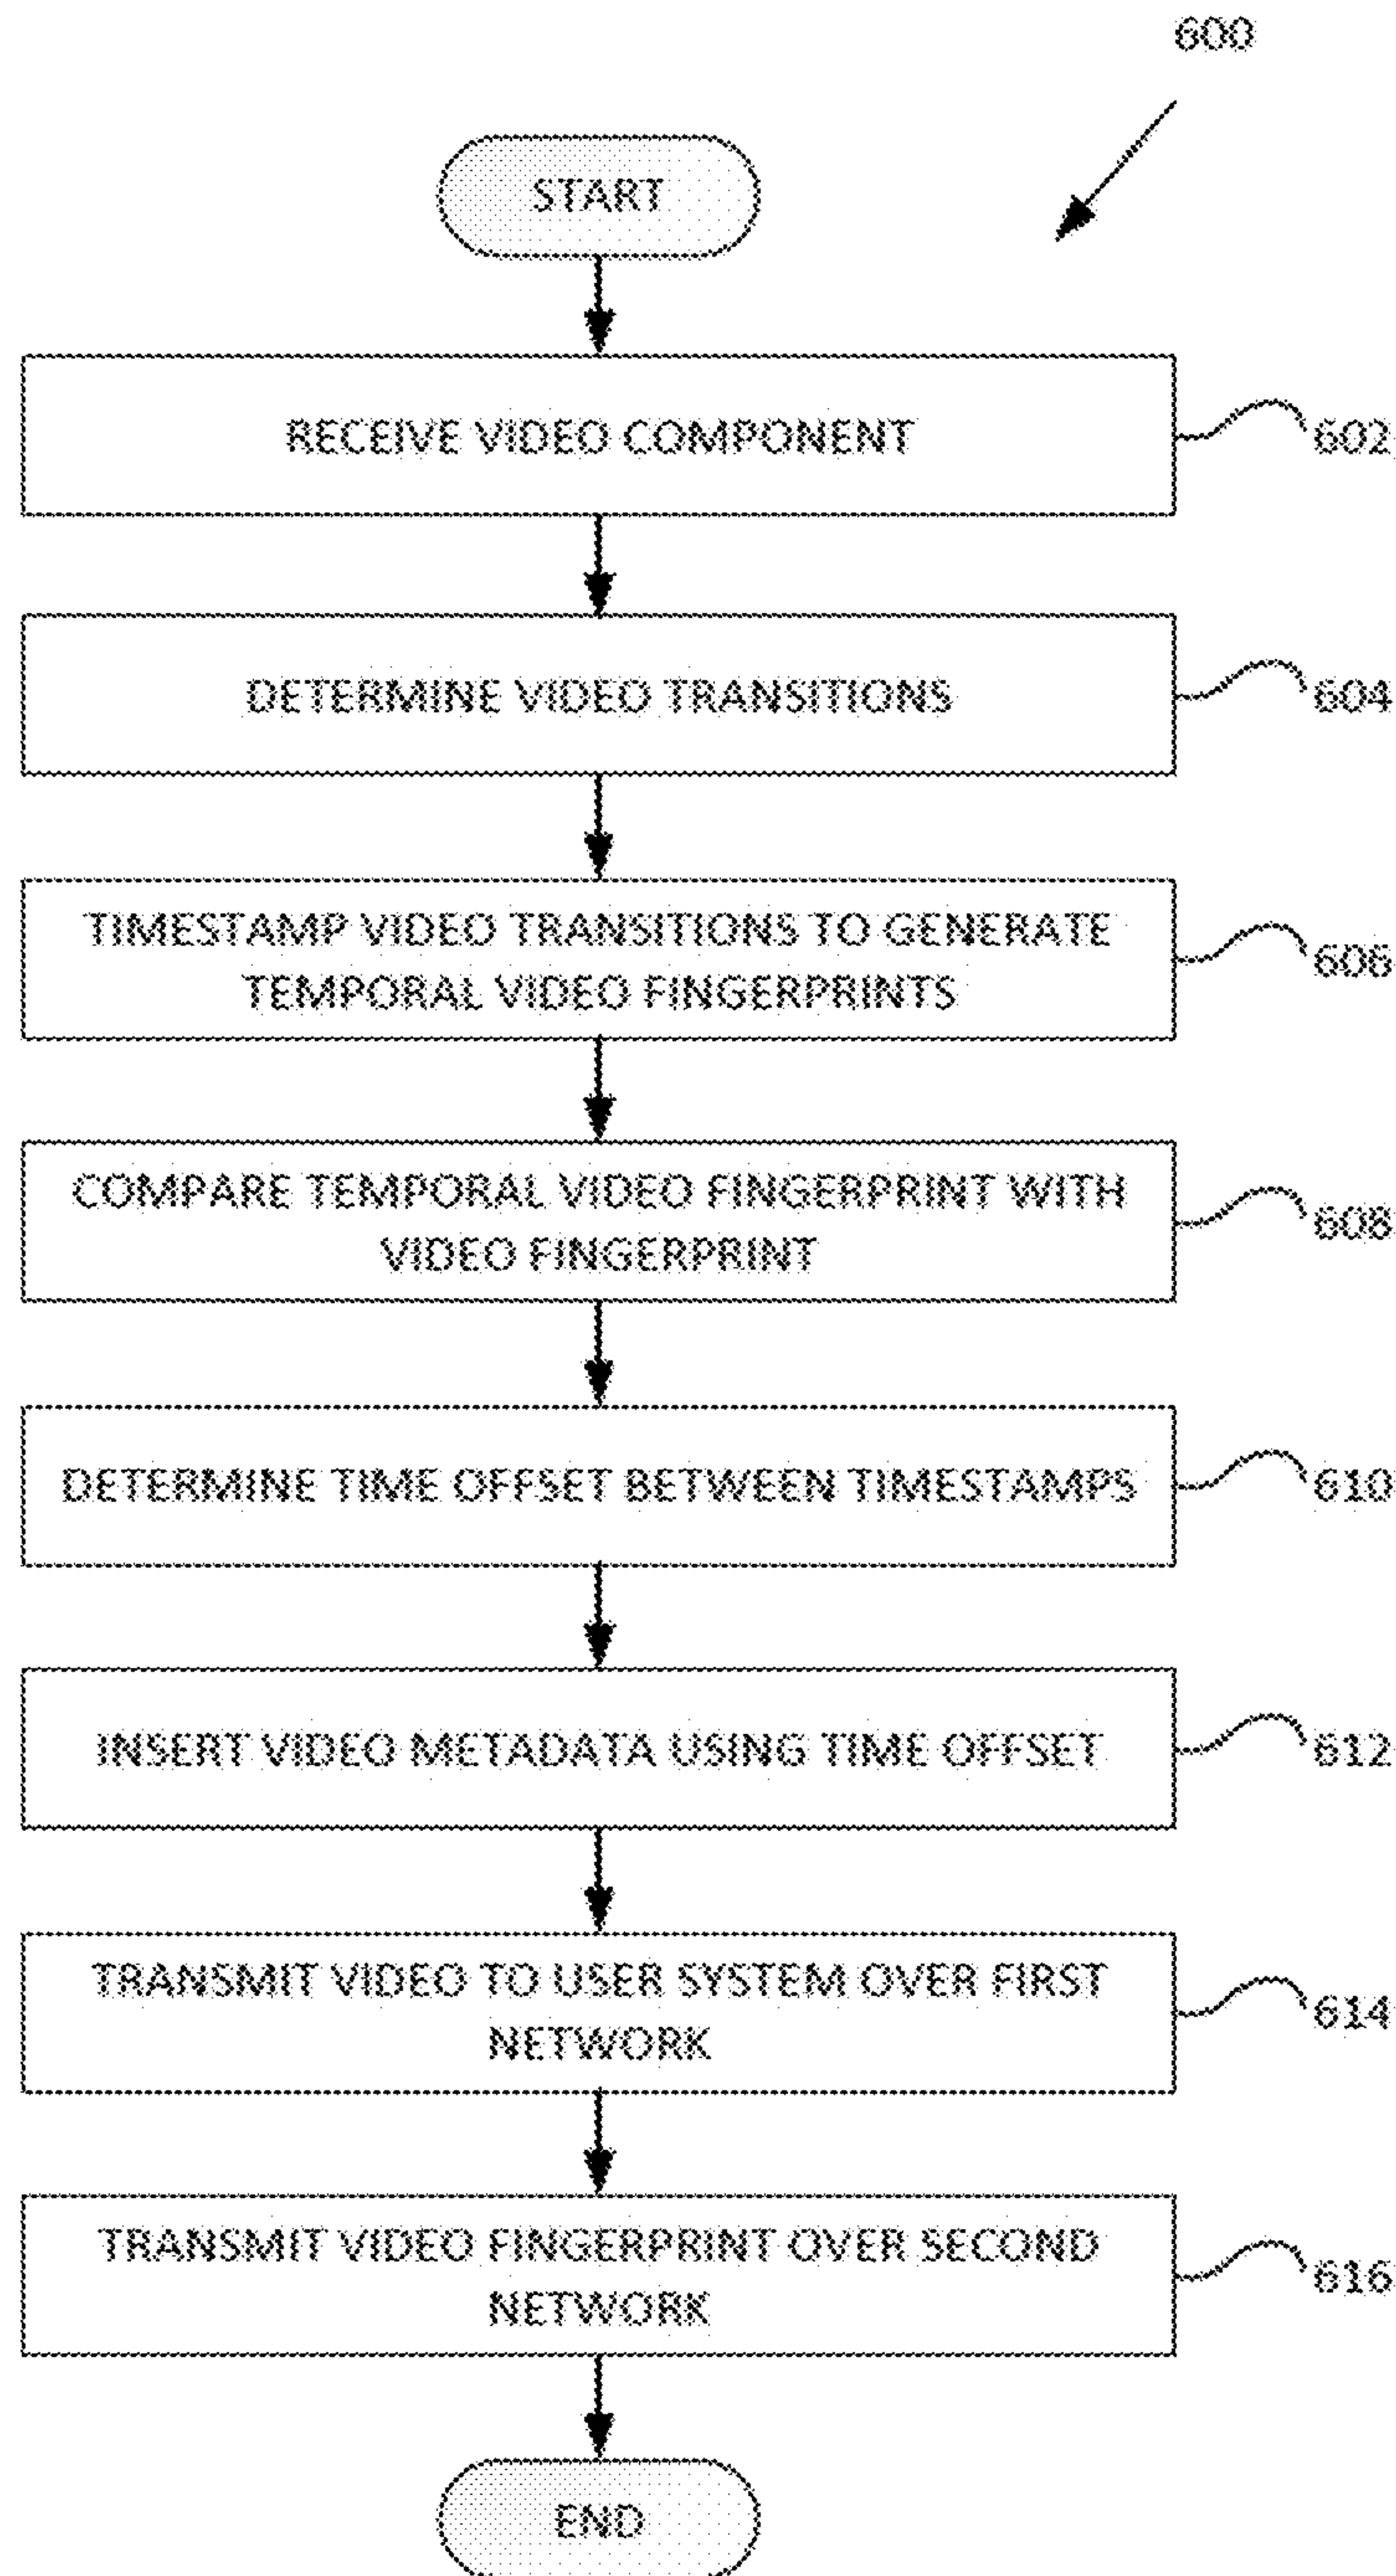 600
START
RECEIVE VIDEO COMPONENT
602
DETERMINE VIDEO TRANSITIONS
604
TIMESTAMP VIDEO TRANSITIONS TO GENERATE
TEMPORAL VIDEO FINGERPRINTS
606
COMPARE TEMPORAL VIDEO FINGERPRINT WITH
VIDEO FINGERPRINT
608
DETERMINE TIME OFFSET BETWEEN TIMESTAMPS
610
INSERT VIDEO METADATA USING TIME OFFSET
612
TRANSMIT VIDEO TO USER SYSTEM OVER FIRST
NETWORK
614
TRANSMIT VIDEO FINGERPRINT OVER SECOND
NETWORK
616
END